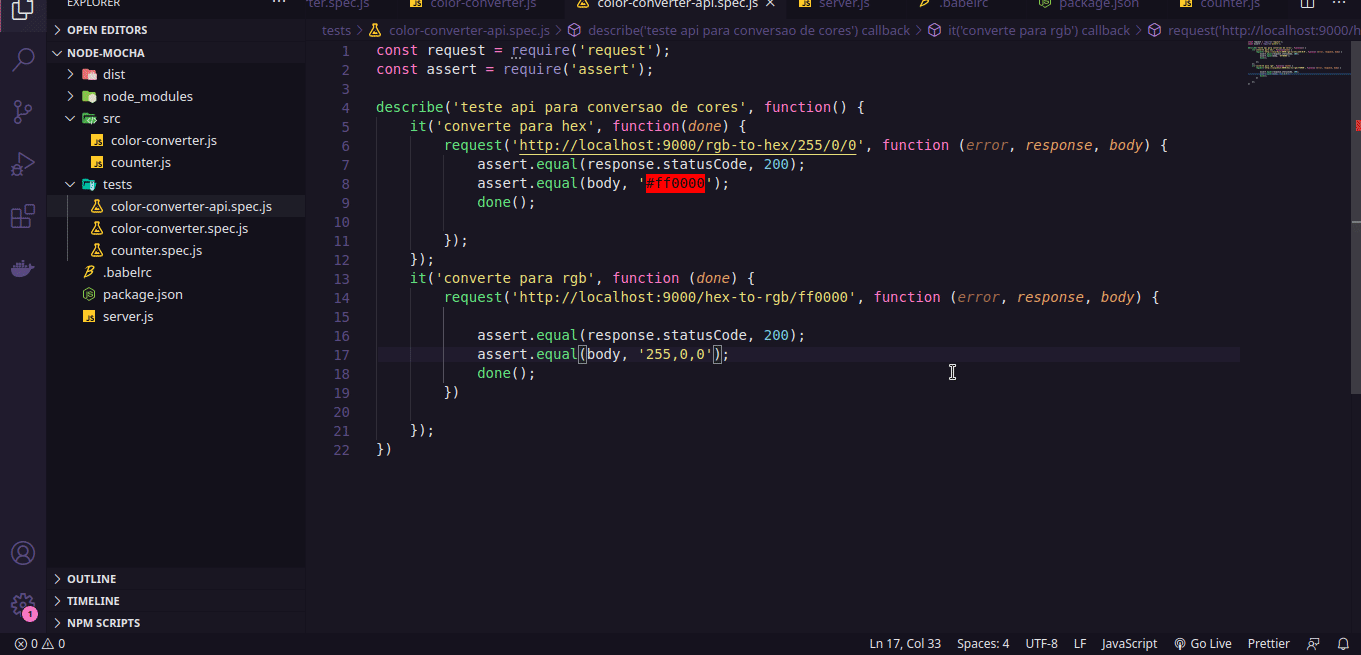 EXPLORER
...
ter.spec.js
color-converter.js
color-converter-api.spec.js
server.js
.babelrc
package.json
counter.js
...
OPEN EDITORS
NODE-MOCHA
dist
node_modules
src
color-converter.js
counter.js
tests
color-converter-api.spec.js
color-converter.spec.js
counter.spec.js
.babelrc
package.json
server.js
OUTLINE
TIMELINE
NPM SCRIPTS
1
tests > color-converter-api.spec.js > describe('teste api para conversao de cores') callback > it('converte para rgb') callback > request('http://localhost:9000/h
1 const request = require('request');
2 const assert = require('assert');
3
4 describe('teste api para conversao de cores', function() {
5 it('converte para hex', function(done) {
6 request('http://localhost:9000/rgb-to-hex/255/0/0', function (error, response, body) {
7 assert.equal(response.statusCode, 200);
8 assert.equal(body, '#ff0000');
9 done();
10
11 });
12 });
13 it('converte para rgb', function (done) {
14 request('http://localhost:9000/hex-to-rgb/ff0000', function (error, response, body) {
15
16 assert.equal(response.statusCode, 200);
17 assert.equal(body, '255,0,0');
18 done();
19 })
20
21 });
22 })
0 0
Ln 17, Col 33
Spaces: 4
UTF-8
LF
JavaScript
Go Live
Prettier